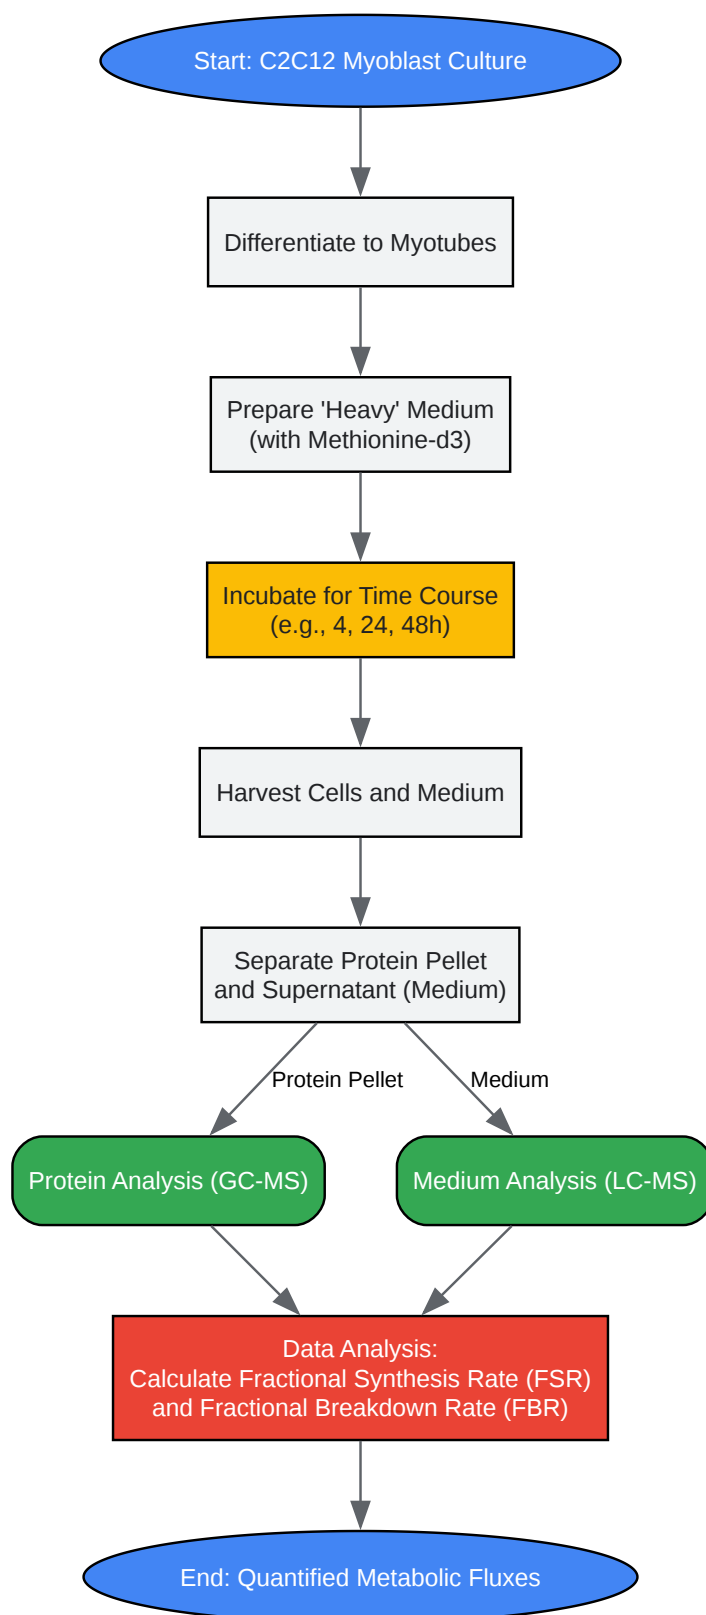 Start: C2C12 Myoblast Culture
Differentiate to Myotubes
Prepare 'Heavy' Medium
(with Methionine-d3)
Incubate for Time Course
(e.g., 4, 24, 48h)
Harvest Cells and Medium
Separate Protein Pellet
and Supernatant (Medium)
Protein Pellet
Medium
Protein Analysis (GC-MS)
Medium Analysis (LC-MS)
Data Analysis:
Calculate Fractional Synthesis Rate (FSR)
and Fractional Breakdown Rate (FBR)
End: Quantified Metabolic Fluxes